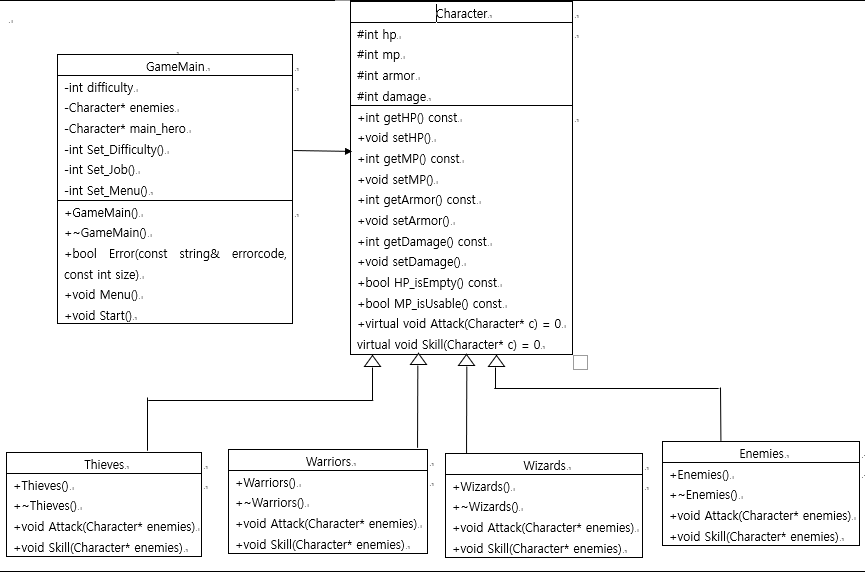 Character
#int hp
#int mp
#int armor
#int damage
+int getHP() const
+void setHP()
+int getMP() const
+void setMP()
+int getArmor() const
+void setArmor()
+int getDamage() const
+void setDamage()
+bool HP_isEmpty() const
+bool MP_isUsable() const
+virtual void Attack(Character* c) = 0
virtual void Skill(Character* c) = 0
GameMain
-int difficulty
-Character* enemies
-Character* main_hero
-int Set_Difficulty()
-int Set_Job()
-int Set_Menu()
+GameMain()
+~GameMain()
+bool Error(const string& errorcode,
const int size)
+void Menu()
+void Start()
Thieves
+Thieves()
+~Thieves()
+void Attack(Character* enemies)
+void Skill(Character* enemies)
Warriors
+Warriors()
+~Warriors()
+void Attack(Character* enemies)
+void Skill(Character* enemies)
Wizards
+Wizards()
+~Wizards()
+void Attack(Character* enemies)
+void Skill(Character* enemies)
Enemies
+Enemies()
+~Enemies()
+void Attack(Character* enemies)
+void Skill(Character* enemies)